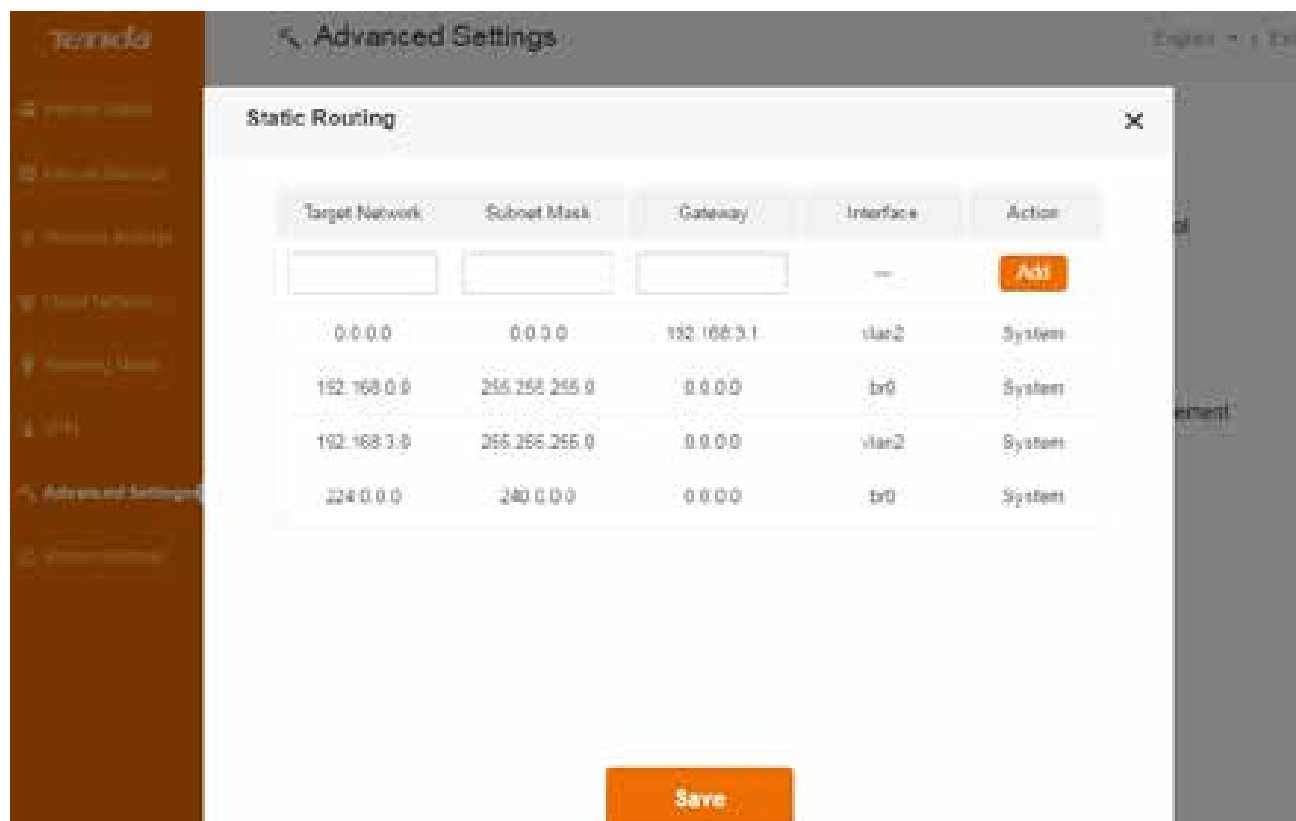 Tenda
Advanced Settings
English
Static Routing
Target Network Subnet Mask Gateway Interface Action
--- Add
0.0.0.0 0.0.0.0 192.168.3.1 vlan2 System
192.168.0.0 255.255.255.0 0.0.0.0 br0 System
192.168.3.0 255.255.255.0 0.0.0.0 vlan2 System
224.0.0.0 240.0.0.0 0.0.0.0 br0 System
VPN
Advanced Settings
ement
Save